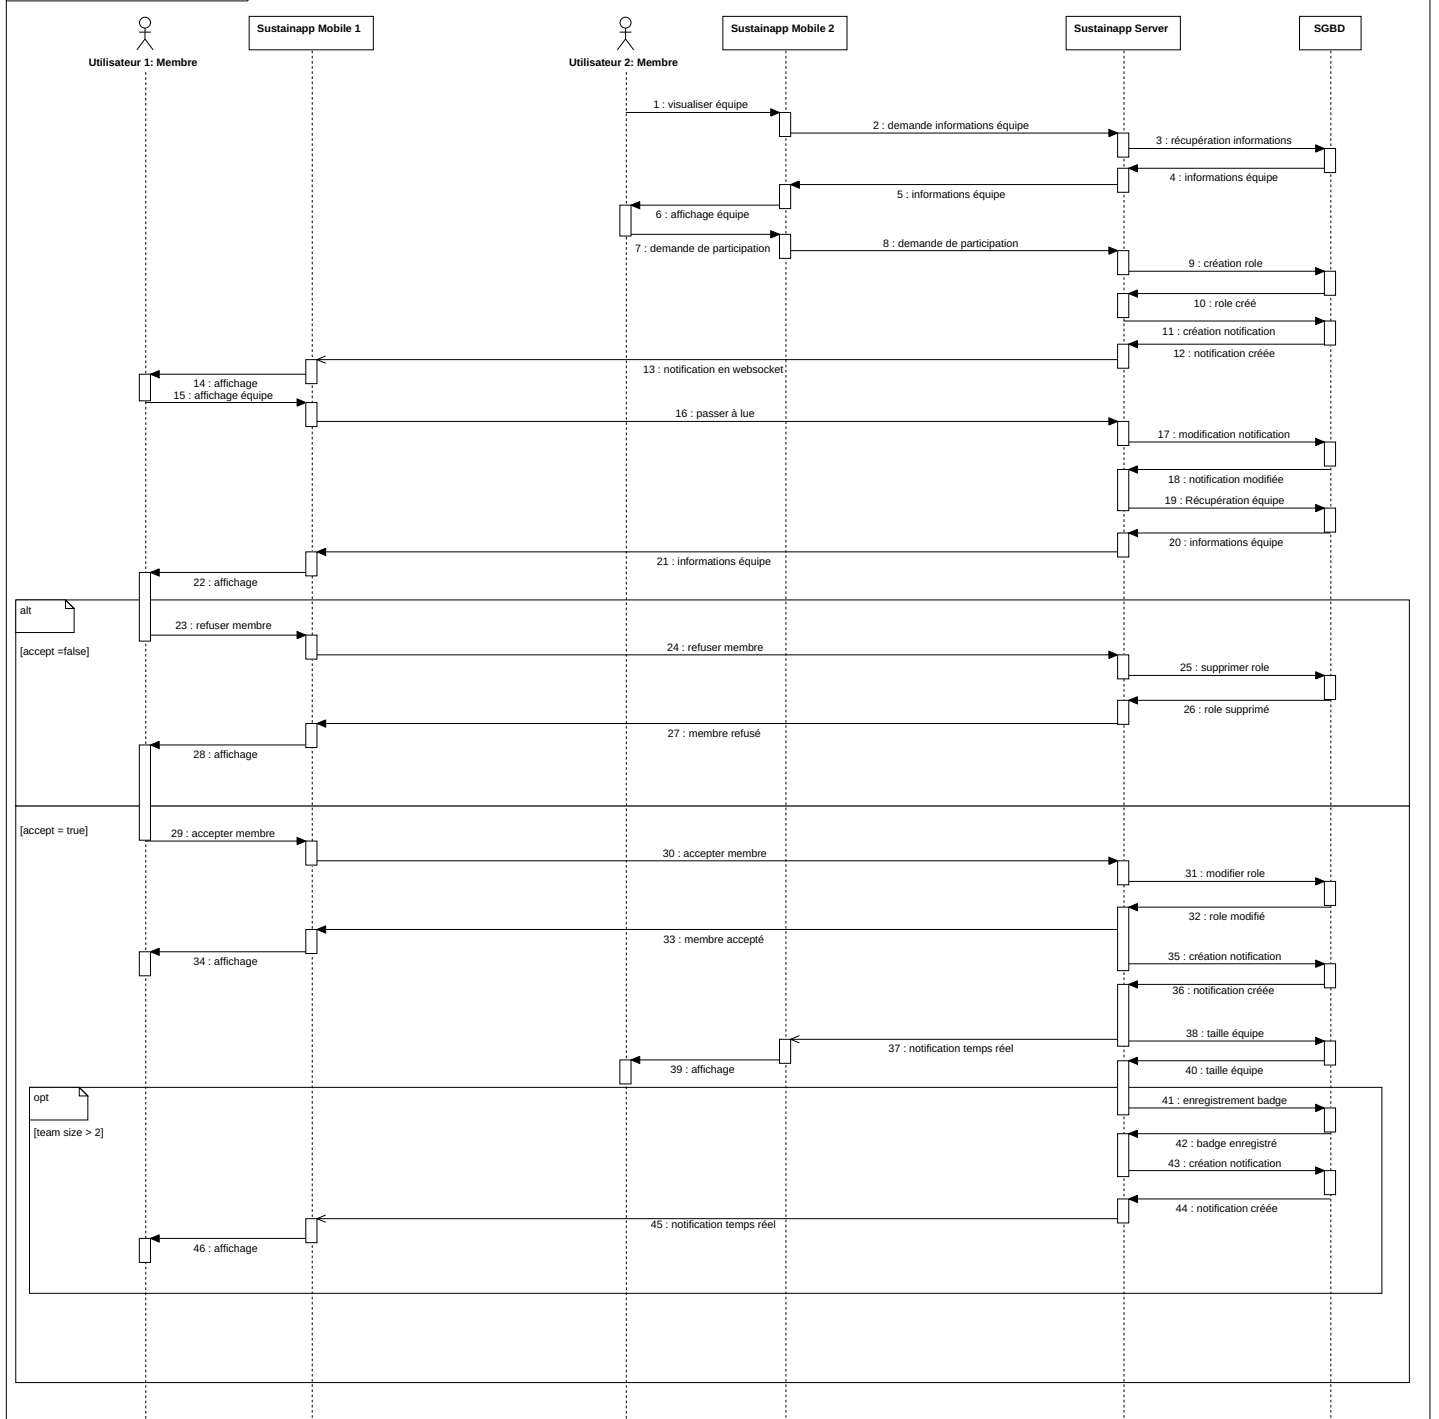 Sustainapp Mobile 1
Sustainapp Mobile 2
Sustainapp Server
SGBD
Utilisateur 1: Membre
Utilisateur 2: Membre
1 : visualiser équipe
2 : demande informations équipe
3 : récupération informations
4 : informations équipe
5 : informations équipe
6 : affichage équipe
7 : demande de participation
8 : demande de participation
9 : création role
10 : role créé
11 : création notification
12 : notification créée
13 : notification en websocket
14 : affichage
15 : affichage équipe
16 : passer à lue
17 : modification notification
18 : notification modifiée
19 : Récupération équipe
20 : informations équipe
21 : informations équipe
22 : affichage
alt
23 : refuser membre
[accept =false]
24 : refuser membre
25 : supprimer role
26 : role supprimé
27 : membre refusé
28 : affichage
[accept = true]
29 : accepter membre
30 : accepter membre
31 : modifier role
32 : role modifié
33 : membre accepté
34 : affichage
35 : création notification
36 : notification créée
38 : taille équipe
37 : notification temps réel
39 : affichage
40 : taille équipe
opt
41 : enregistrement badge
[team size > 2]
42 : badge enregistré
43 : création notification
44 : notification créée
45 : notification temps réel
46 : affichage